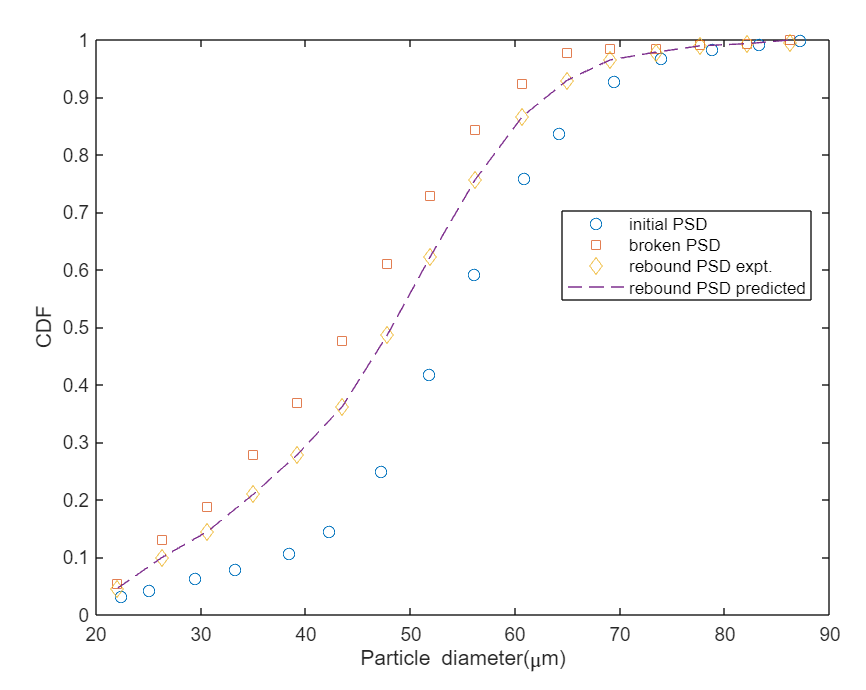 1
0.9
0.8
0.7
0.6
0.5
0.4
0.3
0.2
0.1
0
CDF
initial PSD
broken PSD
rebound PSD expt.
rebound PSD predicted
20 30 40 50 60 70 80 90
Particle diameter(μm)